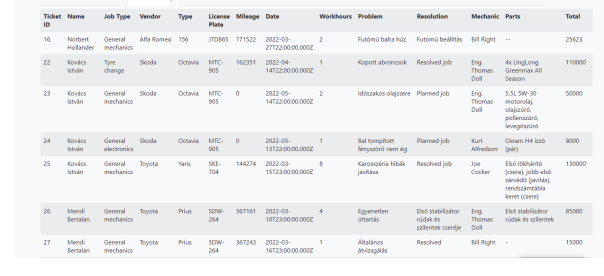 Ticket ID Name Job Type Vendor Type License Plate Mileage Date Workhours Problem Resolution Mechanic Parts Total
16 Norbert Hollander General mechanics Alfa Romeo 156 JTD865 171522 2022-03-27T22:00:00.000Z 2 Futómű balra húz Futómű beállítás Bill Right -- 25623
22 Kovács István Tyre change Skoda Octavia MTC-905 162351 2022-04-14T22:00:00.000Z 1 Kopott abroncsok Resolved job Eng. Thomas Doll 4x LingLong Greenmax All Season 110000
23 Kovács István General mechanics Skoda Octavia MTC-905 0 2022-05-14T22:00:00.000Z 2 Időszakos olajcsere Planned job Eng. Thomas Doll 5.5L 5W-30 motorolaj, olajszűrő, pollenszűrő, levegőszűrő 50000
24 Kovács István General electronics Skoda Octavia MTC-905 0 2022-05-13T22:00:00.000Z 1 Bal tompított fényszóró nem ég Planned job Kurt Alfredson Osram H4 izzó (pár) 8000
25 Kovács István General mechanics Toyota Yaris SKE-704 144274 2022-03-15T23:00:00.000Z 8 Karosszéria hibák javítása Resolved job Joe Cocker Első lökhárító (csere), jobb első sárvédő (javítás), rendszámtábla keret (csere) 130000
26 Mendi Bertalan General mechanics Toyota Prius SDW-264 367161 2022-03-10T23:00:00.000Z 4 Egyenetlen úttartás Első stabilizátor rúdak és szilentek cseréje Eng. Thomas Doll Első stabilizátor rúdak és szilentek 85000
27 Mendi Bertalan General mechanics Toyota Prius SDW-264 367243 2022-03-16T23:00:00.000Z 1 Általános átvizsgálás Resolved Bill Right - 15000